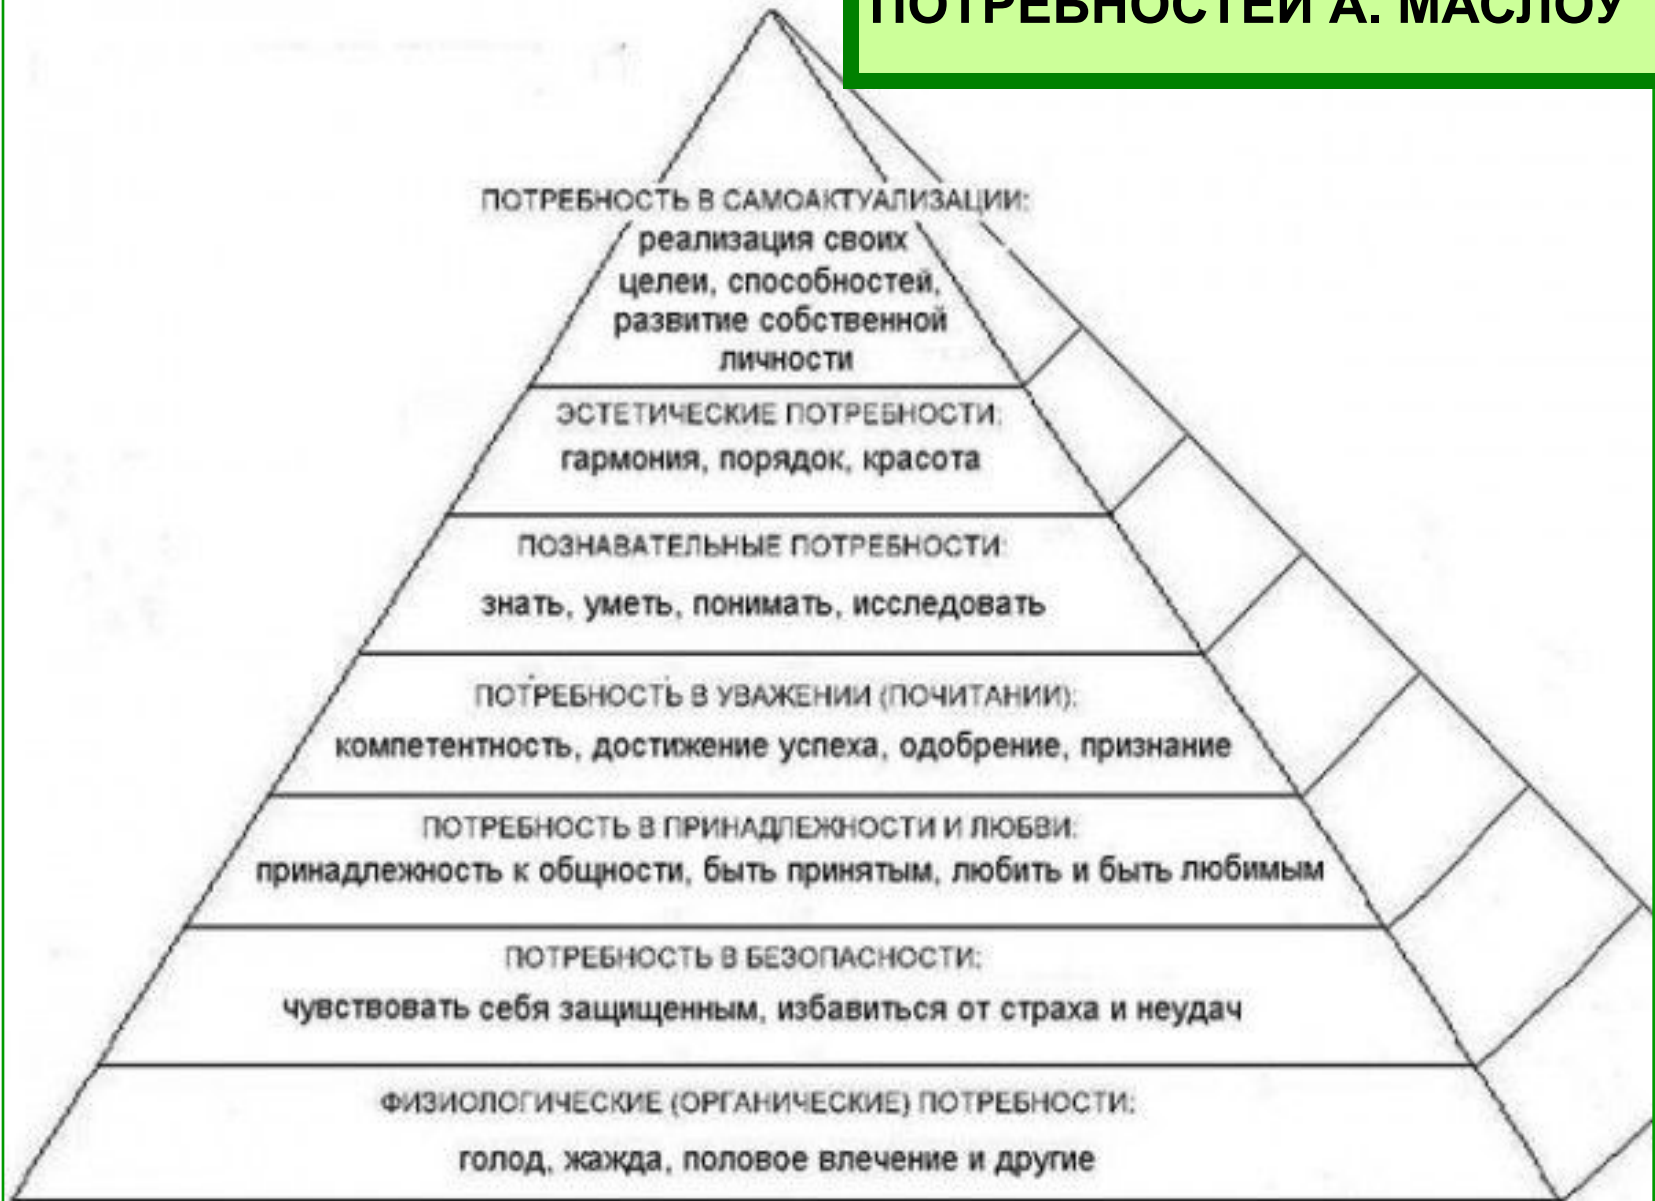 ПОТРЕБНОСТЕЙ А. МАСЛОУ
ПОТРЕБНОСТЬ В САМОАКТУАЛИЗАЦИИ:
реализация своих
целей, способностей,
развитие собственной
личности
ЭСТЕТИЧЕСКИЕ ПОТРЕБНОСТИ:
гармония, порядок, красота
ПОЗНАВАТЕЛЬНЫЕ ПОТРЕБНОСТИ:
знать, уметь, понимать, исследовать
ПОТРЕБНОСТЬ В УВАЖЕНИИ (ПОЧИТАНИИ):
компетентность, достижение успеха, одобрение, признание
ПОТРЕБНОСТЬ В ПРИНАДЛЕЖНОСТИ И ЛЮБВИ:
принадлежность к общности, быть принятым, любить и быть любимым
ПОТРЕБНОСТЬ В БЕЗОПАСНОСТИ:
чувствовать себя защищенным, избавиться от страха и неудач
ФИЗИОЛОГИЧЕСКИЕ (ОРГАНИЧЕСКИЕ) ПОТРЕБНОСТИ:
голод, жажда, половое влечение и другие